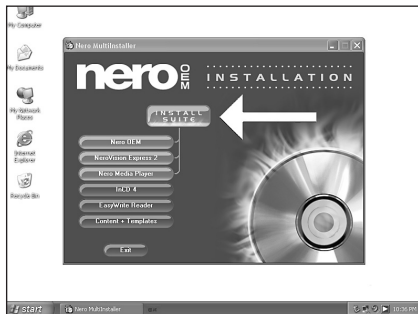 My Computer
My Documents
My Network
Places
Internet
Explorer
Recycle Bin
Nero MultiInstaller
nero OEM INSTALLATION
INSTALL
SUITE
Nero OEM
NeroVision Express 2
Nero Media Player
InCD 4
EasyWrite Reader
Content + Templates
Exit
start
Nero MultiInstaller
10:36 PM